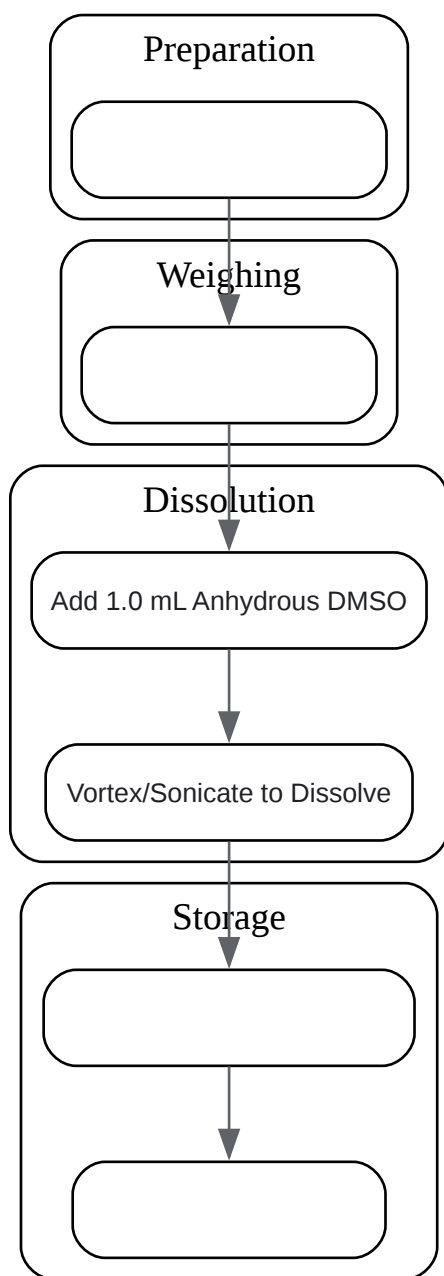 Preparation
Weighing
Dissolution
Add 1.0 mL Anhydrous DMSO
Vortex/Sonicate to Dissolve
Storage